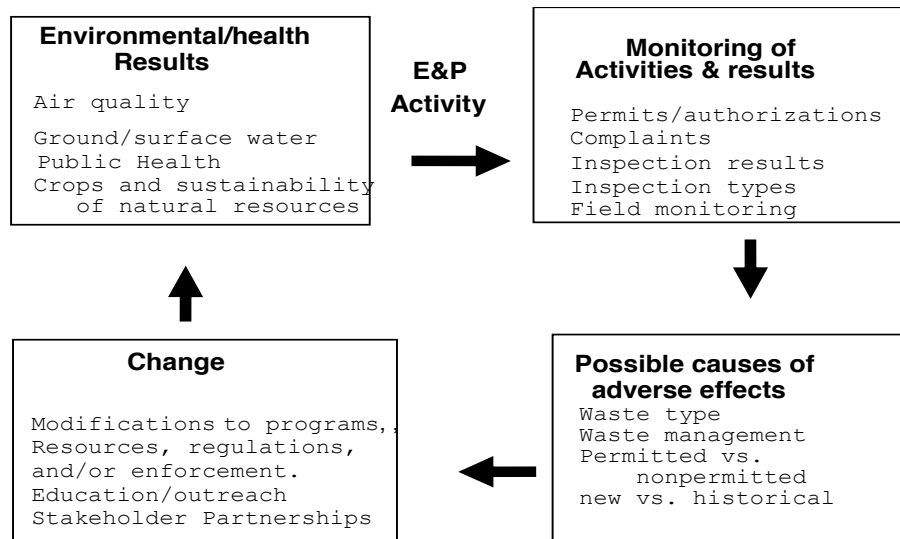 Environmental/health
Results
Air quality
Ground/surface water
Public Health
Crops and sustainability
of natural resources
E&P
Activity
Monitoring of
Activities & results
Permits/authorizations
Complaints
Inspection results
Inspection types
Field monitoring
Possible causes of
adverse effects
Waste type
Waste management
Permitted vs.
nonpermitted
new vs. historical
Change
Modifications to programs,,
Resources, regulations,
and/or enforcement.
Education/outreach
Stakeholder Partnerships